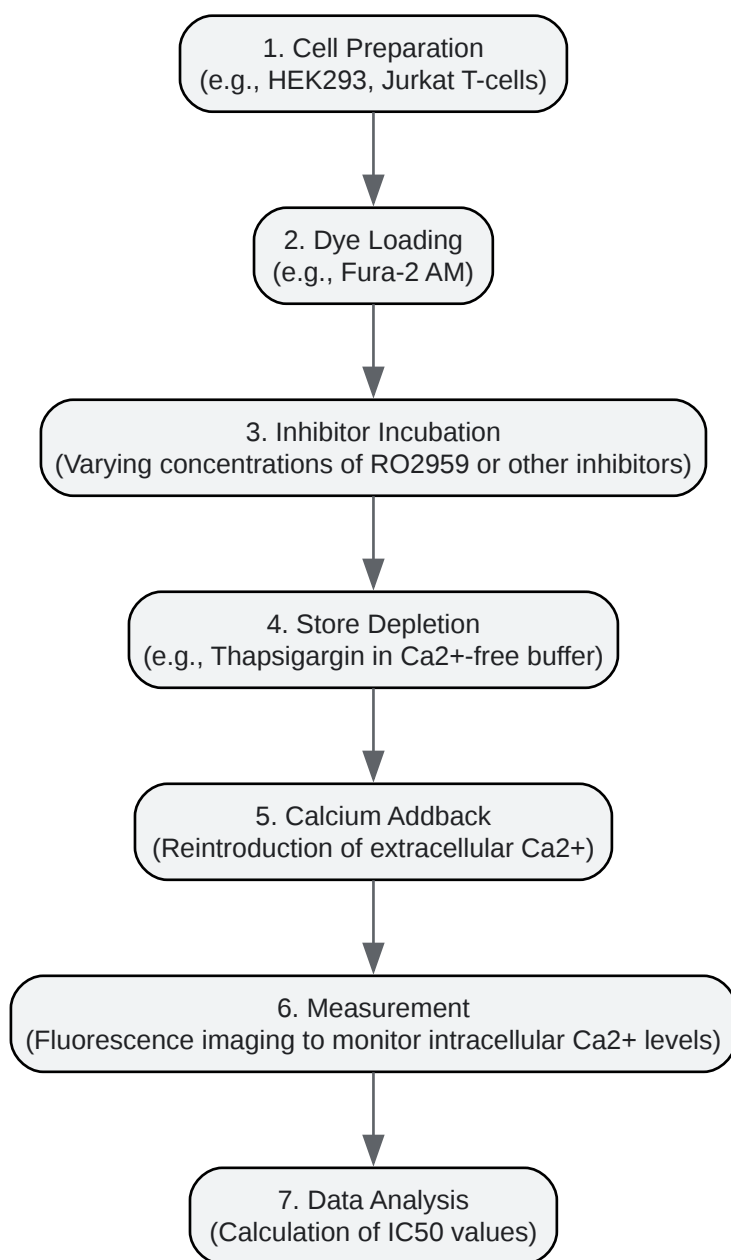 1. Cell Preparation
(e.g., HEK293, Jurkat T-cells)
2. Dye Loading
(e.g., Fura-2 AM)
3. Inhibitor Incubation
(Varying concentrations of RO2959 or other inhibitors)
4. Store Depletion
(e.g., Thapsigargin in Ca2+-free buffer)
5. Calcium Addback
(Reintroduction of extracellular Ca2+)
6. Measurement
(Fluorescence imaging to monitor intracellular Ca2+ levels)
7. Data Analysis
(Calculation of IC50 values)